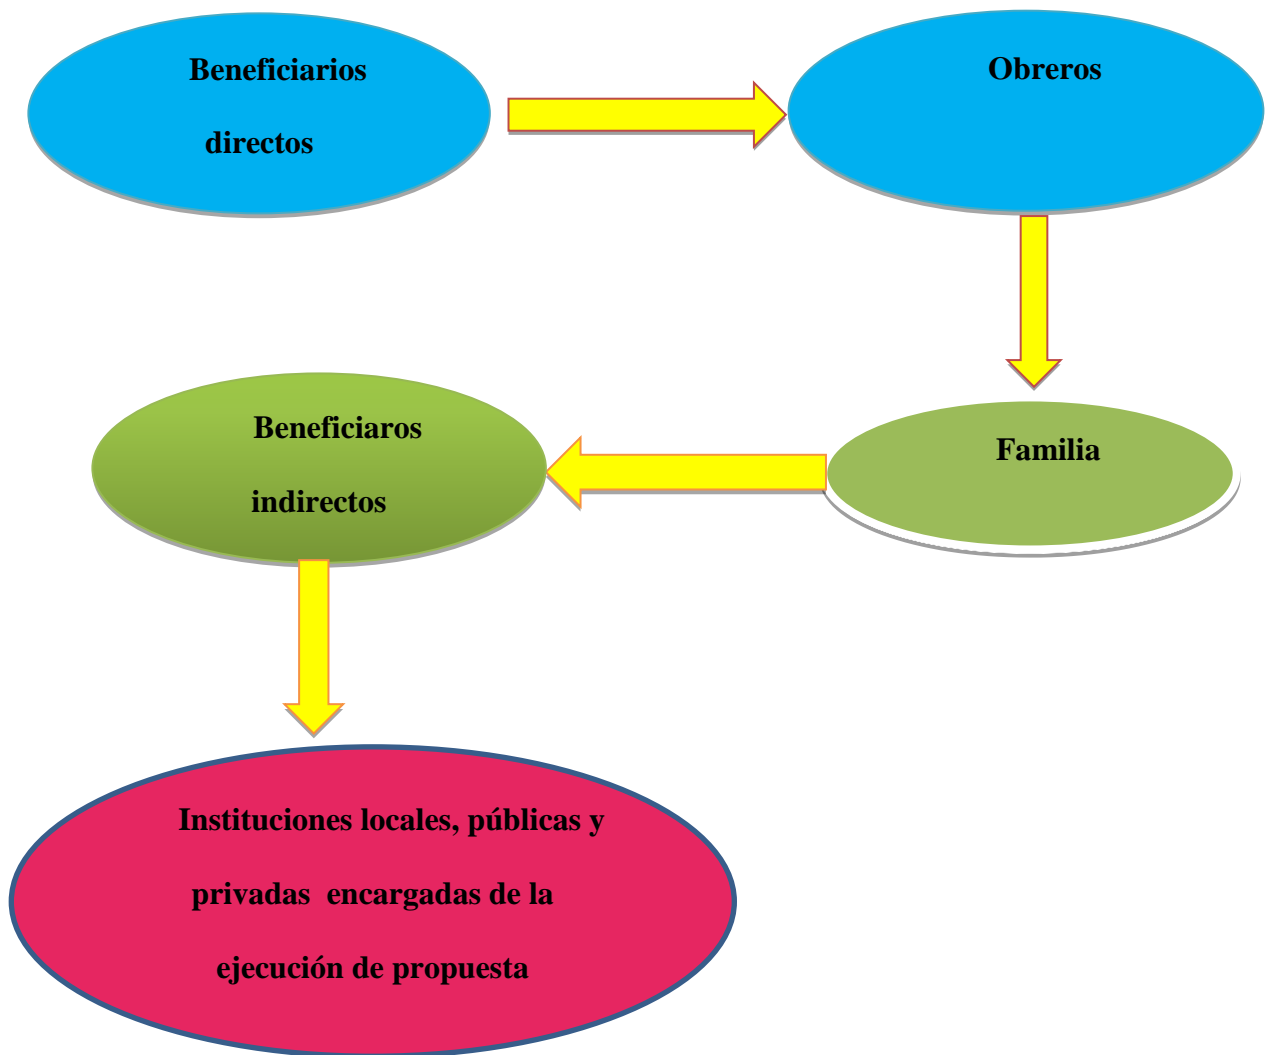 Beneficiarios
directos
Obreros
Beneficiaros
indirectos
Familia
Instituciones locales, públicas y
privadas encargadas de la
ejecución de propuesta